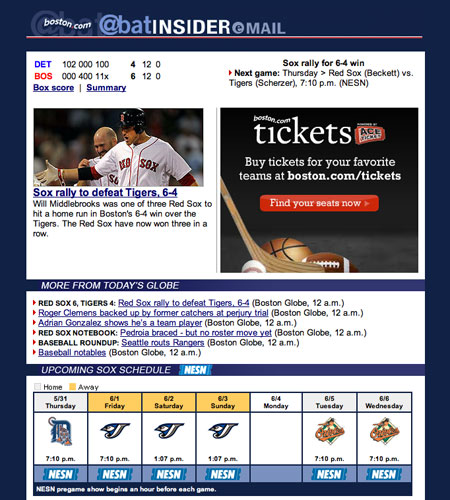 boston.com @bat @batINSIDER @MAIL
DET 102 000 100 4 12 0
BOS 000 400 11x 6 12 0
Box score | Summary
Sox rally for 6-4 win
Next game: Thursday > Red Sox (Beckett) vs.
Tigers (Scherzer), 7:10 p.m. (NESN)
RED SOX
Sox rally to defeat Tigers, 6-4
Will Middlebrooks was one of three Red Sox to
hit a home run in Boston's 6-4 win over the
Tigers. The Red Sox have now won three in a
row.
boston.com
tickets
POWERED BY
ACE TICKET
Buy tickets for your favorite
teams at boston.com/tickets
Find your seats now
MORE FROM TODAY'S GLOBE
RED SOX 6, TIGERS 4: Red Sox rally to defeat Tigers, 6-4 (Boston Globe, 12 a.m.)
Roger Clemens backed up by former catchers at perjury trial (Boston Globe, 12 a.m.)
Adrian Gonzalez shows he's a team player (Boston Globe, 12 a.m.)
RED SOX NOTEBOOK: Pedroia braced - but no roster move yet (Boston Globe, 12 a.m.)
BASEBALL ROUNDUP: Seattle routs Rangers (Boston Globe, 12 a.m.)
Baseball notables (Boston Globe, 12 a.m.)
UPCOMING SOX SCHEDULE NESN
Home Away
5/31 6/1 6/2 6/3 6/4 6/5 6/6
Thursday Friday Saturday Sunday Monday Tuesday Wednesday
7:10 p.m. 7:10 p.m. 1:07 p.m. 1:07 p.m. 7:10 p.m. 7:10 p.m.
NESN NESN NESN NESN NESN NESN
NESN pregame show begins an hour before each game.